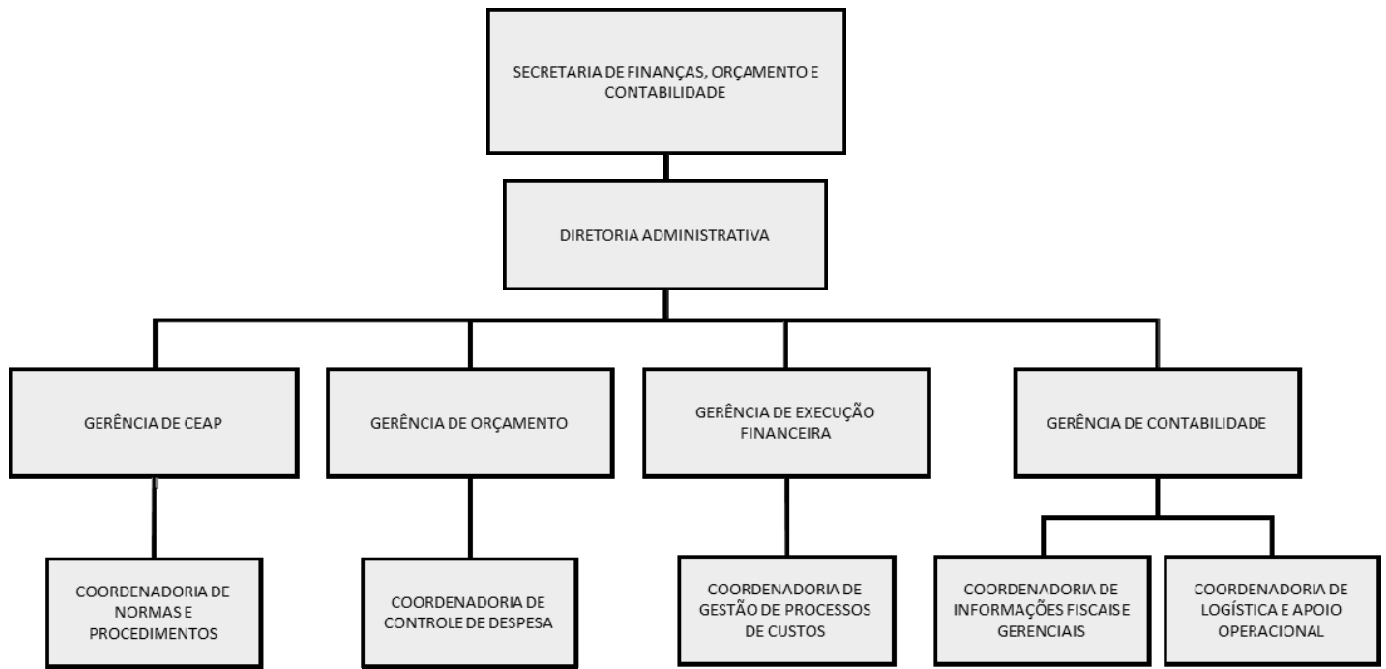 SECRETARIA DE FINANÇAS, ORÇAMENTO E
CONTABILIDADE
DIRETORIA ADMINISTRATIVA
GERÊNCIA DE CEAP
GERÊNCIA DE ORÇAMENTO
GERÊNCIA DE EXECUÇÃO
FINANCEIRA
GERÊNCIA DE CONTABILIDADE
COORDENADORIA DE
NORMAS E
PROCEDIMENTOS
COORDENADORIA DE
CONTROLE DE DESPESA
COORDENADORIA DE
GESTÃO DE PROCESSOS
DE CUSTOS
COORDENADORIA DE
INFORMAÇÕES FISCAIS E
GERENCIAIS
COORDENADORIA DE
LOGÍSTICA E APOIO
OPERACIONAL